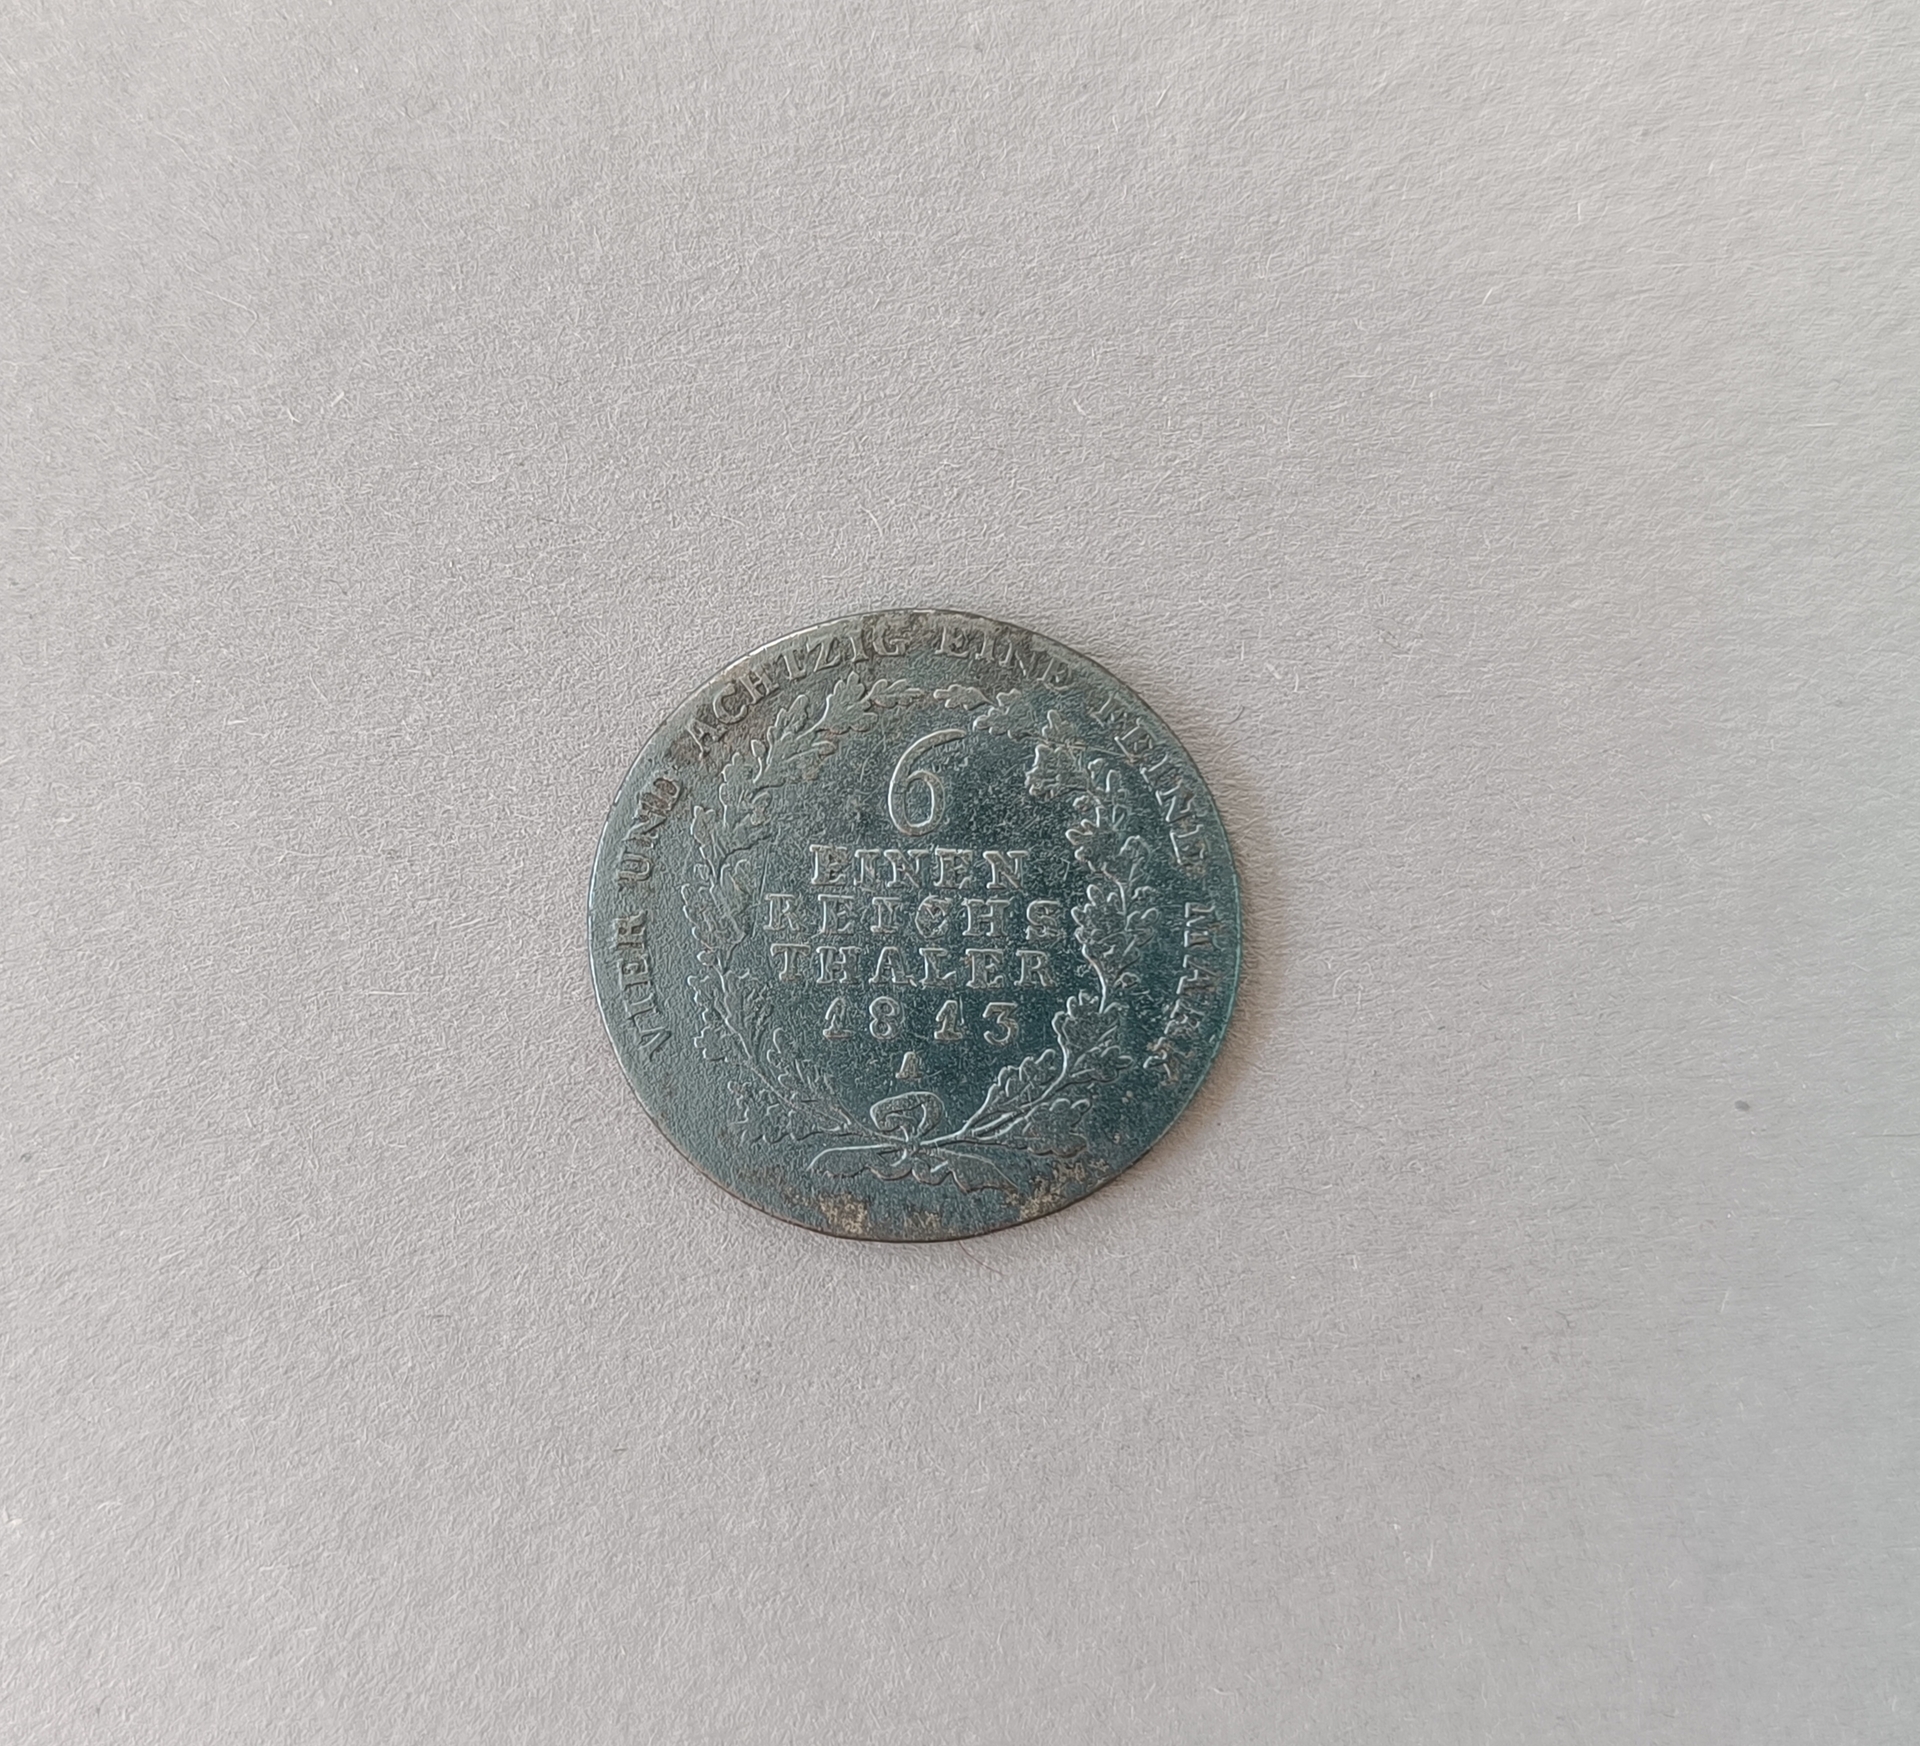 VIER UND ACHTZIG EINE FEINE MARK
6
EINEN
REICHS
THALER
1813
A